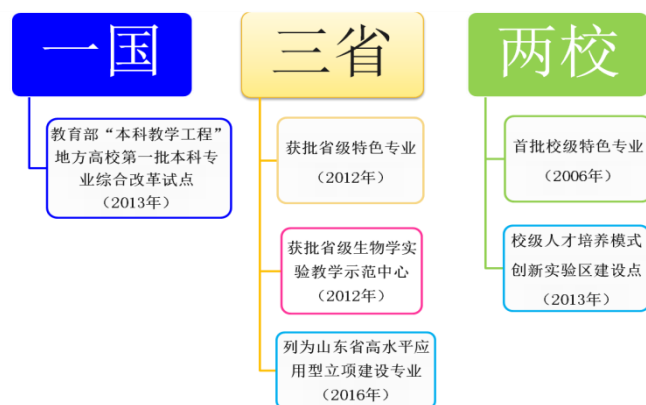 一国
教育部“本科教学工程”
地方高校第一批本科专
业综合改革试点
（2013年）
三省
获批省级特色专业
（2012年）
获批省级生物学实
验教学示范中心
（2012年）
列为山东省高水平应
用型立项建设专业
（2016年）
两校
首批校级特色专业
（2006年）
校级人才培养模式
创新实验区建设点
（2013年）